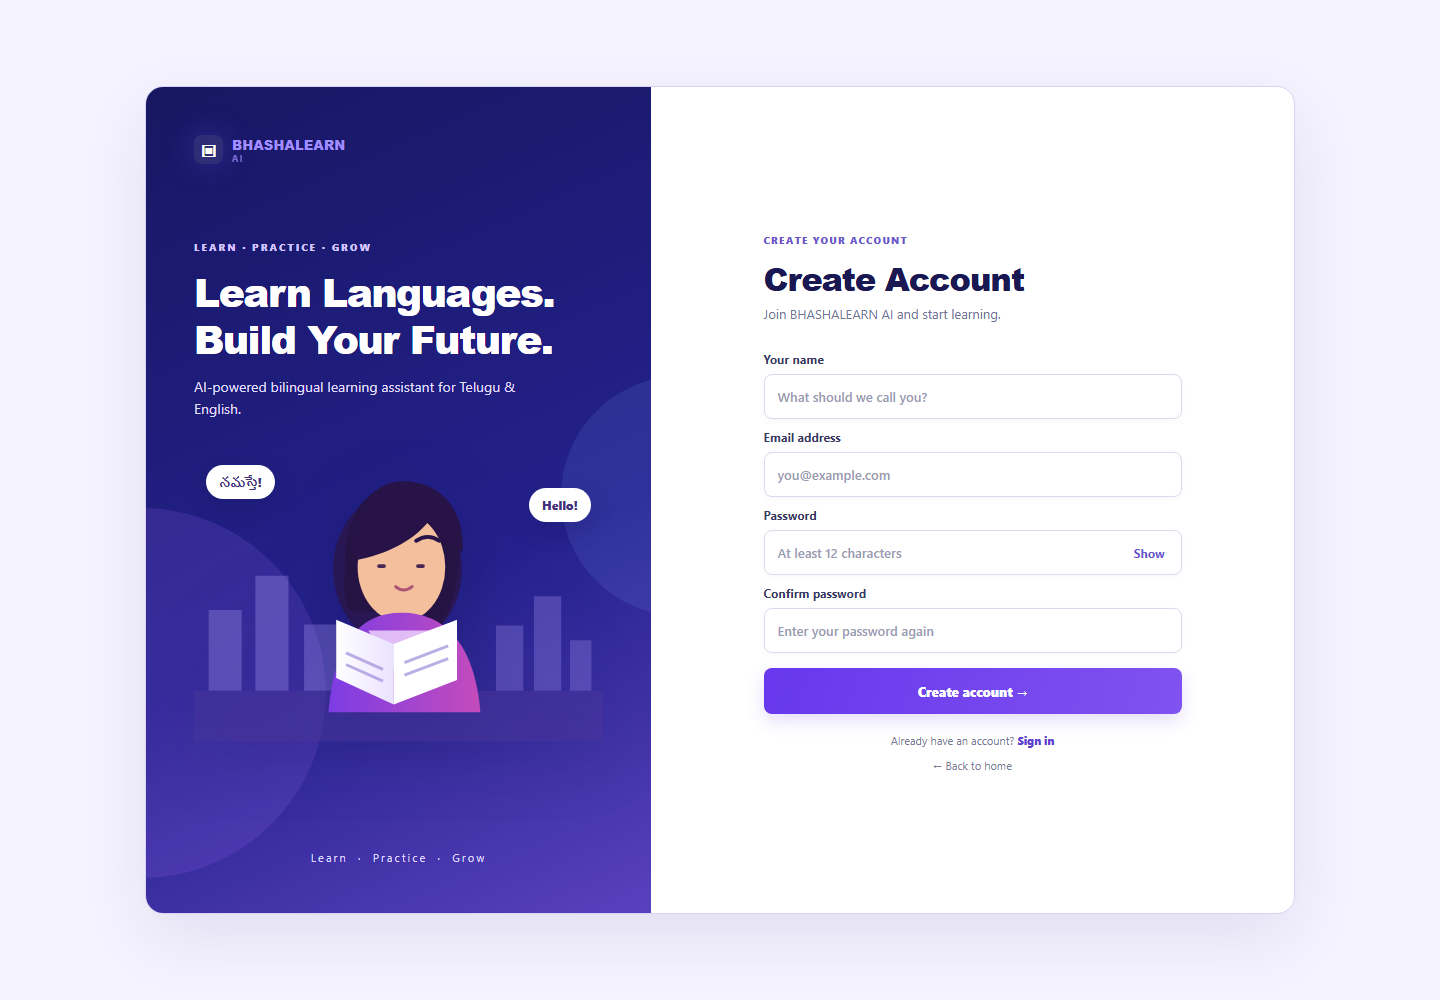 BHASHALEARN
AI
LEARN · PRACTICE · GROW
Learn Languages.
Build Your Future.
AI-powered bilingual learning assistant for Telugu &
English.
నమస్తే!
Hello!
Learn · Practice · Grow
CREATE YOUR ACCOUNT
Create Account
Join BHASHALEARN AI and start learning.
Your name
What should we call you?
Email address
you@example.com
Password
At least 12 characters Show
Confirm password
Enter your password again
Create account →
Already have an account? Sign in
← Back to home